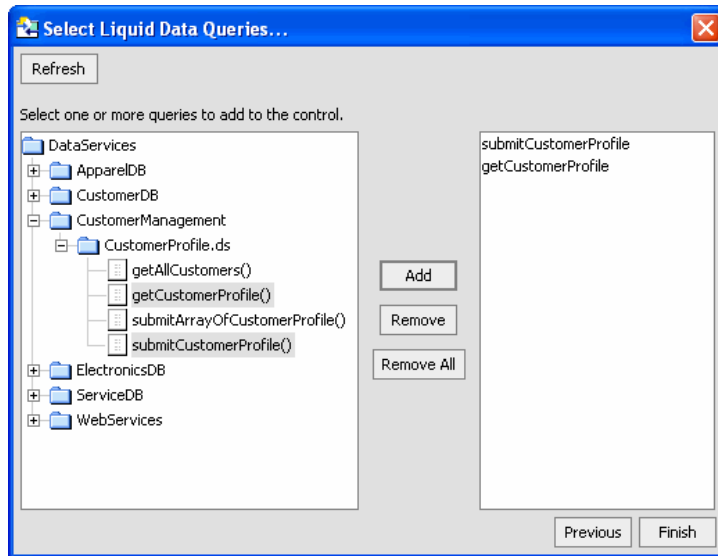 Select Liquid Data Queries...
Refresh
Select one or more queries to add to the control.
DataServices
ApparelDB
CustomerDB
CustomerManagement
CustomerProfile.ds
getAllCustomers()
getCustomerProfile()
submitArrayOfCustomerProfile()
submitCustomerProfile()
ElectronicsDB
ServiceDB
WebServices
Add
Remove
Remove All
submitCustomerProfile
getCustomerProfile
Previous
Finish